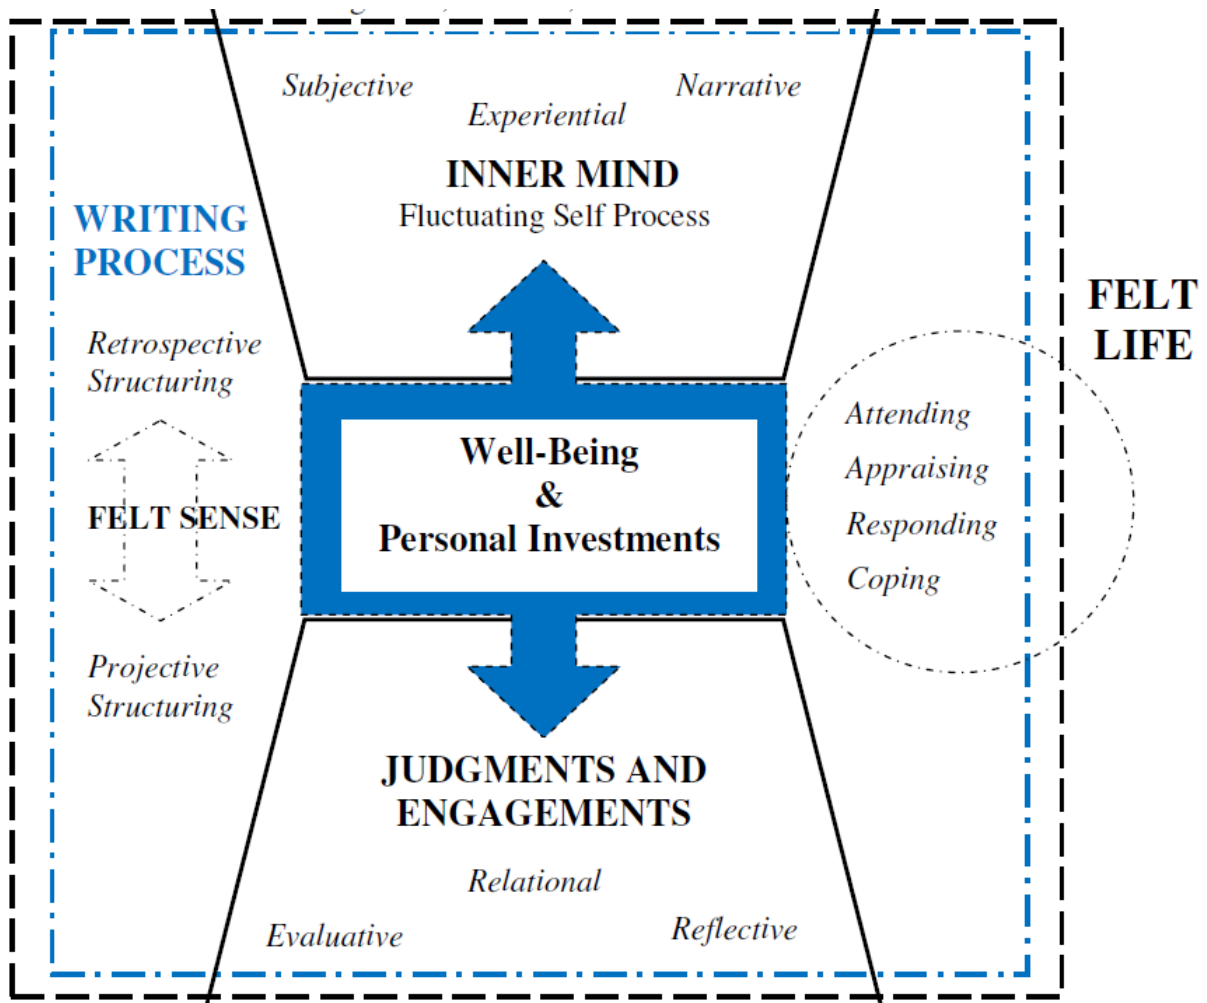 Subjective
Narrative
Experiential
INNER MIND
Fluctuating Self Process
WRITING
PROCESS
FELT
LIFE
Retrospective
Structuring
FELT SENSE
Projective
Structuring
Well-Being
&
Personal Investments
Attending
Appraising
Responding
Coping
JUDGMENTS AND
ENGAGEMENTS
Relational
Evaluative
Reflective